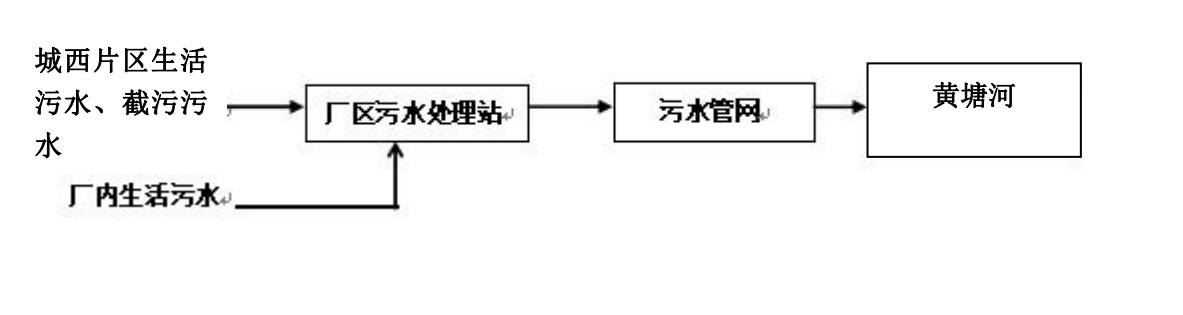 城西片区生活
污水、截污污
水
厂区污水处理站
污水管网
黄塘河
厂内生活污水